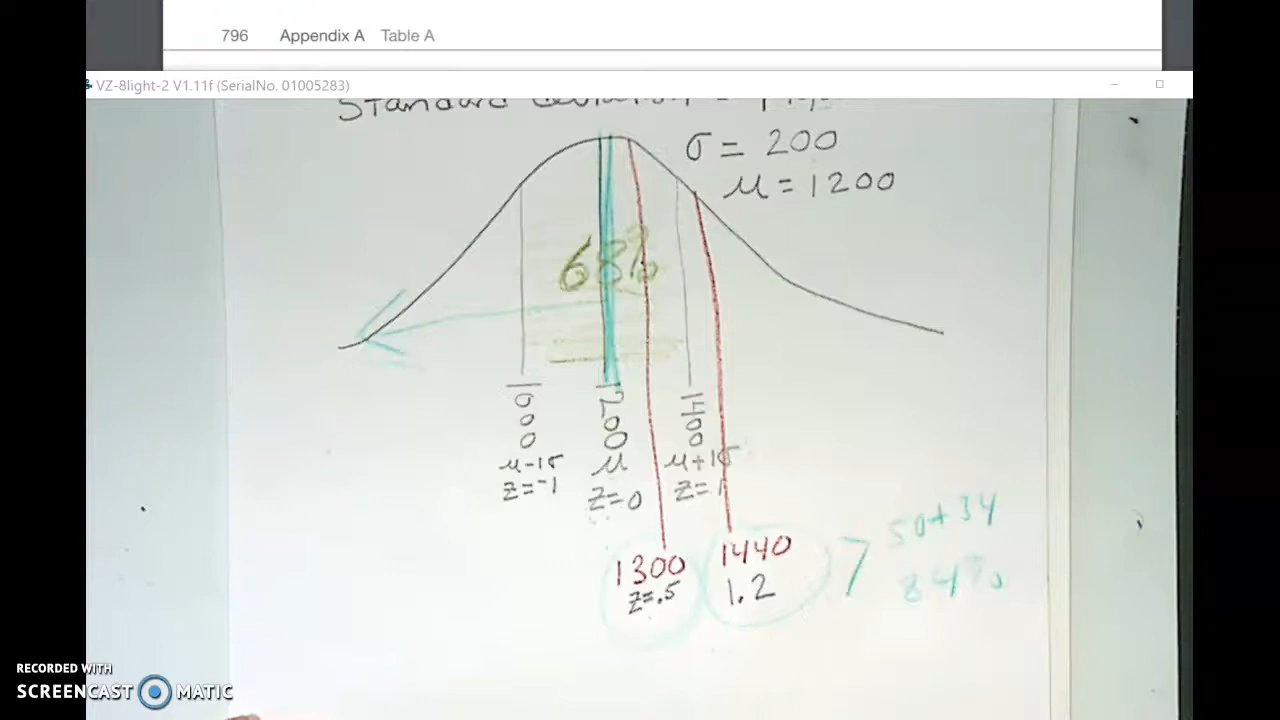 796 Appendix A Table A
VZ-8light-2 V1.11f (SerialNo. 01005283)
Standard
σ = 200
μ = 1200
68%
1000
μ-1σ
z=-1
1200
μ
z=0
1400
μ+1σ
z=1
1300
z=.5
1440
1.2
> 50+34
84%
RECORDED WITH
SCREENCAST MATIC